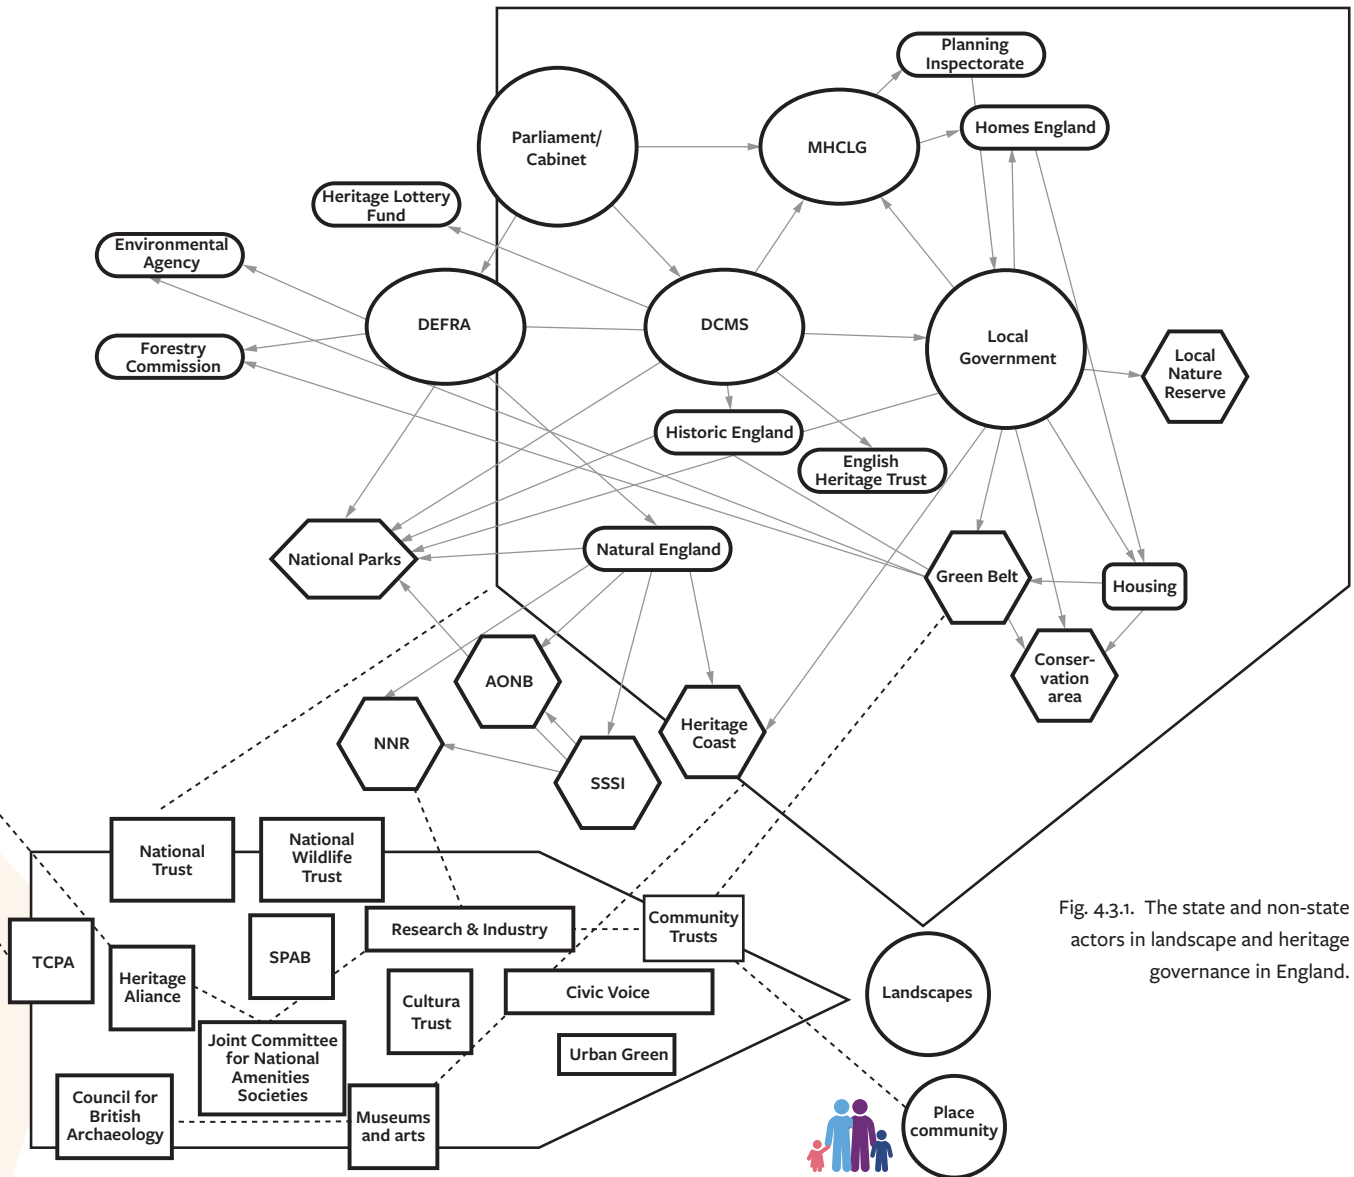 Planning
Inspectorate
Parliament/
Cabinet
MHCLG
Homes England
Heritage Lottery
Fund
Environmental
Agency
DEFRA
DCMS
Local
Government
Forestry
Commission
Local
Nature
Reserve
Historic England
English
Heritage Trust
National Parks
Natural England
Green Belt
Housing
AONB
Conser-
vation
area
NNR
Heritage
Coast
SSSI
National
Trust
National
Wildlife
Trust
Research & Industry
Community
Trusts
Fig. 4.3.1. The state and non-state
actors in landscape and heritage
governance in England.
TCPA
SPAB
Heritage
Aliance
Cultura
Trust
Civic Voice
Landscapes
Joint Committee
for National
Amenities
Societies
Urban Green
Council for
British
Archaeology
Museums
and arts
Place
community